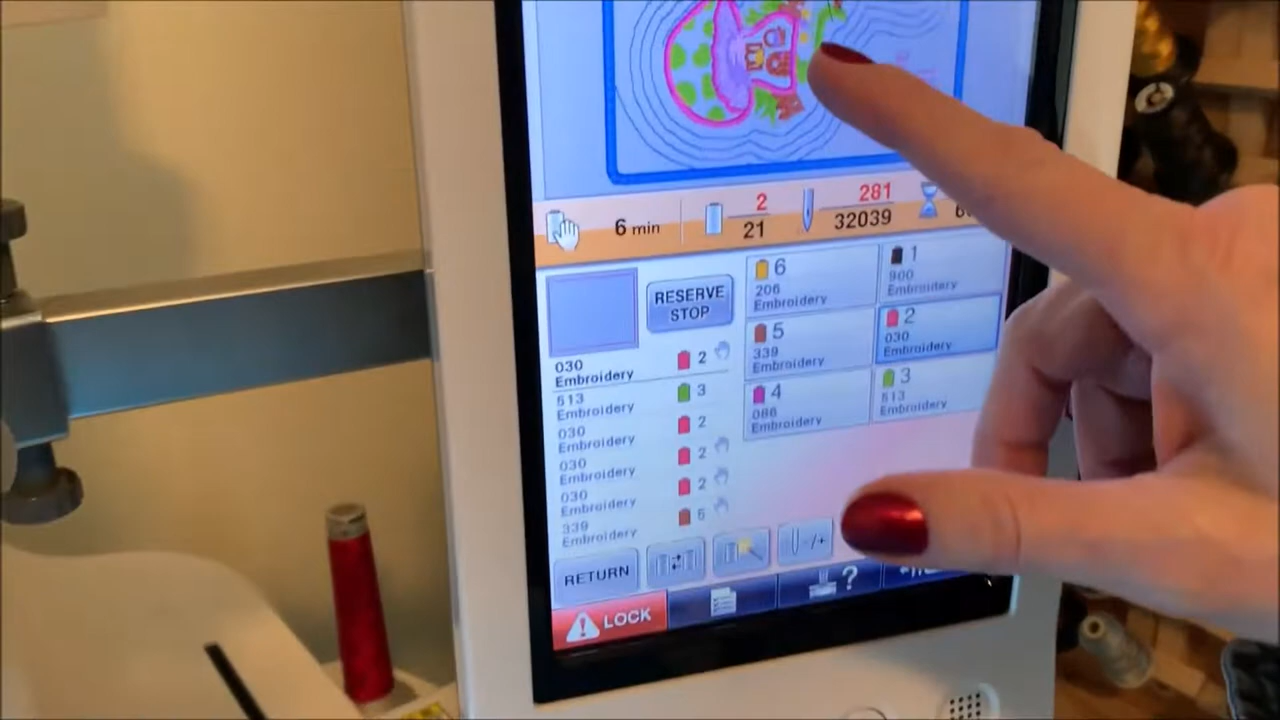 6 min
2
21
281
32039
RESERVE
STOP
030
Embroidery
2
513
Embroidery
3
030
Embroidery
2
030
Embroidery
2
030
Embroidery
2
339
Embroidery
5
6
206
Embroidery
1
900
Embroidery
5
339
Embroidery
2
030
Embroidery
4
086
Embroidery
3
513
Embroidery
RETURN
-/+
LOCK
?